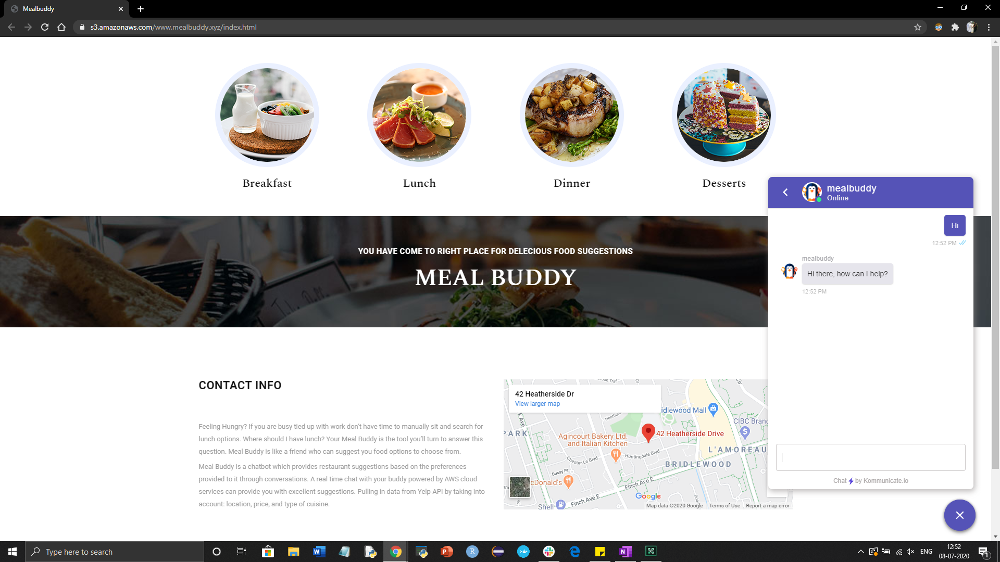 Mealbuddy
s3.amazonaws.com/www.mealbuddy.xyz/index.html
Breakfast
Lunch
Dinner
Desserts
YOU HAVE COME TO RIGHT PLACE FOR DELECIOUS FOOD SUGGESTIONS
MEAL BUDDY
CONTACT INFO
Feeling Hungry? If you are busy tied up with work don’t have time to manually sit and search for
lunch options. Where should I have lunch? Your Meal Buddy is the tool you’ll turn to answer this
question. Meal Buddy is like a friend who can suggest you food options to choose from.
Meal Buddy is a chatbot which provides restaurant suggestions based on the preferences
provided to it through conversations. A real time chat with your buddy powered by AWS cloud
services can provide you with excellent suggestions. Pulling in data from Yelp-API by taking into
account: location, price, and type of cuisine.
42 Heatherside Dr
View larger map
idlewood Mall
CIBC Branc
PARK
Agincourt Bakery Ltd.
and Italian Kitchen
42 Heatherside Drive
L'AMOREAU
Chester Le Blvd
Huntingdale Blvd
BRIDLEWOOD
Dusay Pl
cDonald's
Finch Ave E
Finch Ave E
Shell
Google
Map data ©2020 Google
Terms of Use
Report a map error
mealbuddy
Online
Hi
12:52 PM
mealbuddy
Hi there, how can I help?
12:52 PM
Chat by Kommunicate.io
Type here to search
ENG
12:52
08-07-2020
1